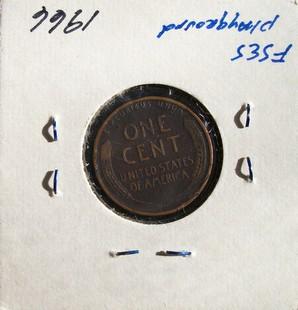 1966
FSES
playground
E PLURIBUS UNUM
ONE
CENT
UNITED STATES
OF AMERICA